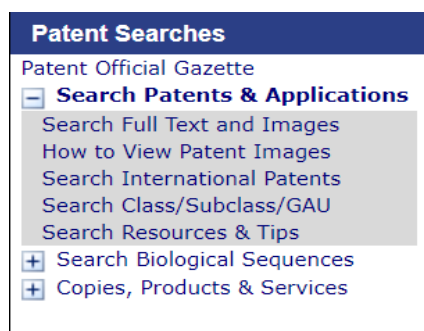 Patent Searches
Patent Official Gazette
Search Patents & Applications
Search Full Text and Images
How to View Patent Images
Search International Patents
Search Class/Subclass/GAU
Search Resources & Tips
Search Biological Sequences
Copies, Products & Services